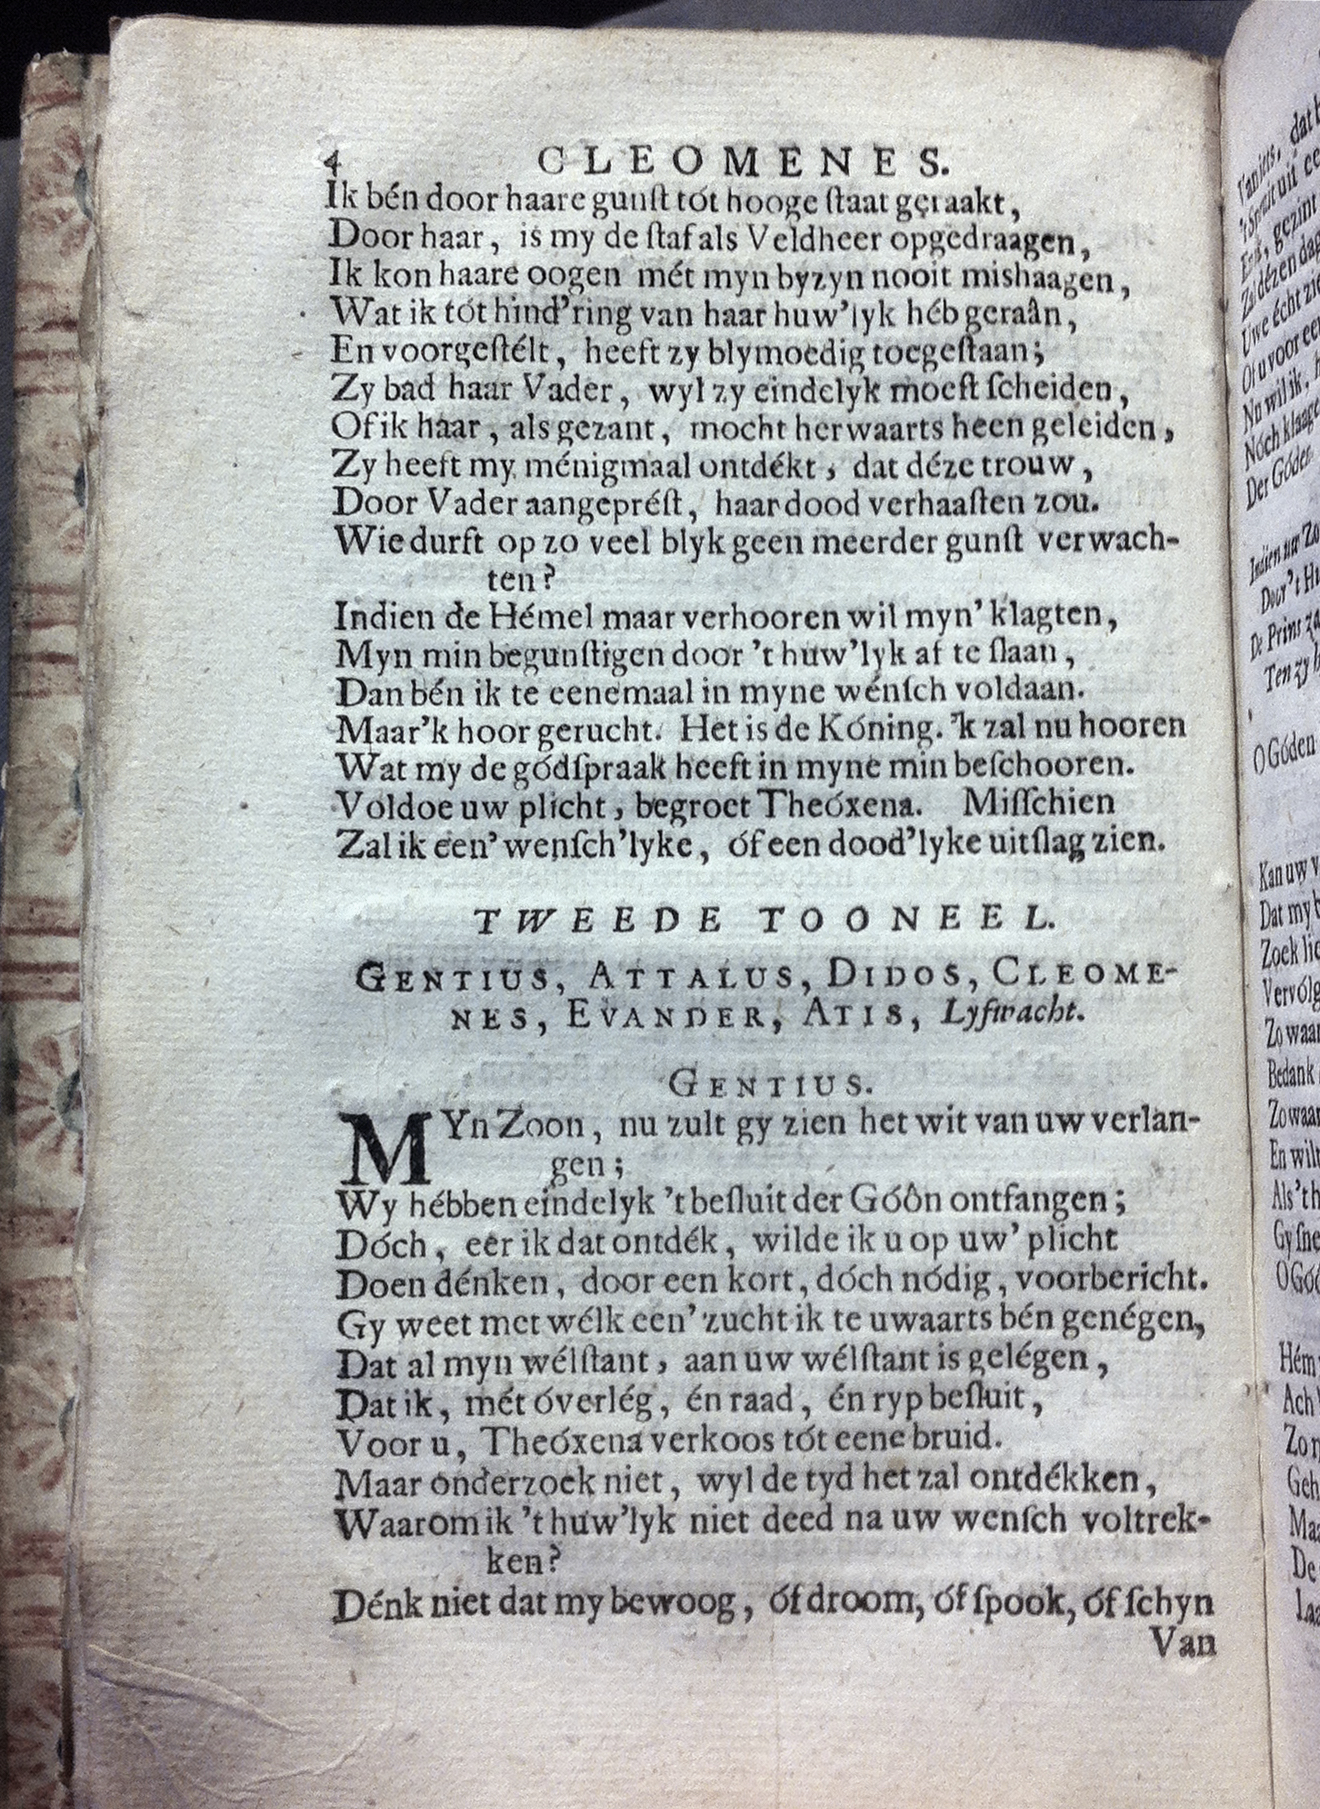 4 CLEOMENES.
Ik bén door haare gunſt tót hooge ſtaat geraakt,
Door haar, is my de ſtaf als Veldheer opgedraagen,
Ik kon haare oogen mét myn byzyn nooit mishaagen,
Wat ik tót hind'ring van haar huw'lyk héb geraân,
En voorgeſtélt, heeft zy blymoedig toegeſtaan;
Zy bad haar Vader, wyl zy eindelyk moeſt ſcheiden,
Of ik haar, als gezant, mocht herwaarts heen geleiden,
Zy heeft my ménigmaal ontdékt, dat déze trouw,
Door Vader aangepréſt, haar dood verhaaſten zou.
Wie durft op zo veel blyk geen meerder gunſt verwach-
ten?
Indien de Hémel maar verhooren wil myn' klagten,
Myn min begunſtigen door 't huw'lyk af te ſlaan,
Dan bén ik te eenemaal in myne wénſch voldaan.
Maar 'k hoor gerucht. Het is de Kóning. 'k zal nu hooren
Wat my de gódſpraak heeft in myne min beſchooren.
Voldoe uw plicht, begroet Theóxena. Miſſchien
Zal ik een' wenſch'lyke, óf een dood'lyke uitſlag zien.
TWEEDE TOONEEL.
GENTIUS, ATTALUS, DIDOS, CLEOME-
NES, EVANDER, ATIS, Lyfwacht.
GENTIUS.
MYn Zoon, nu zult gy zien het wit van uw verlan-
gen;
Wy hébben eindelyk 't beſluit der Góôn ontfangen;
Dóch, eer ik dat ontdék, wilde ik u op uw' plicht
Doen dénken, door een kort, dóch nódig, voorbericht.
Gy weet met wélk een' zucht ik te uwaarts bén genégen,
Dat al myn wélſtant, aan uw wélſtant is gelégen,
Dat ik, mét óverlég, én raad, én ryp beſluit,
Voor u, Theóxena verkoos tót eene bruid.
Maar onderzoek niet, wyl de tyd het zal ontdékken,
Waarom ik 't huw'lyk niet deed na uw wenſch voltrek-
ken?
Dénk niet dat my bewoog, óf droom, óf ſpook, óf ſchyn
Van